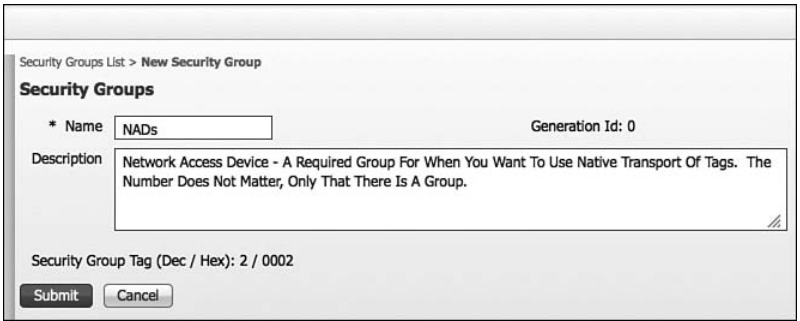 Security Groups List > New Security Group
Security Groups
* Name NADs Generation Id: 0
Description Network Access Device - A Required Group For When You Want To Use Native Transport Of Tags. The
Number Does Not Matter, Only That There Is A Group.
Security Group Tag (Dec / Hex): 2 / 0002
Submit Cancel